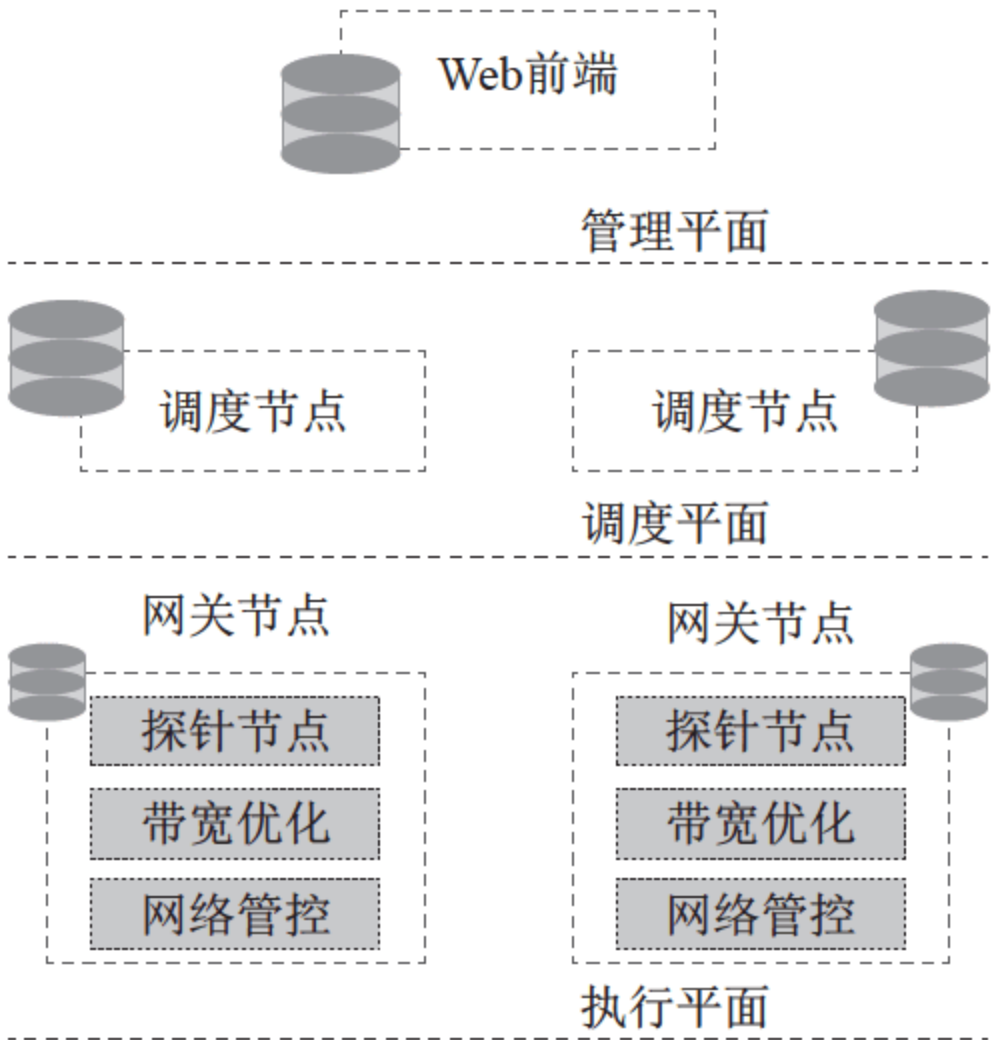 Web前端
管理平面
调度节点
调度节点
调度平面
网关节点
网关节点
探针节点
探针节点
带宽优化
带宽优化
网络管控
网络管控
执行平面